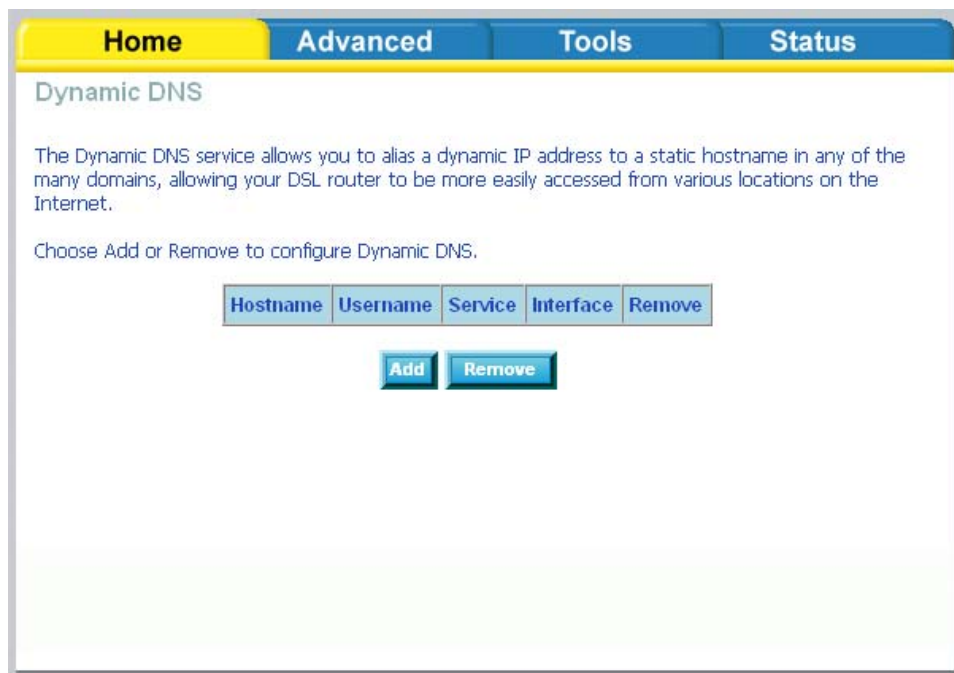 Home Advanced Tools Status
Dynamic DNS
The Dynamic DNS service allows you to alias a dynamic IP address to a static hostname in any of the
many domains, allowing your DSL router to be more easily accessed from various locations on the
Internet.
Choose Add or Remove to configure Dynamic DNS.
Hostname Username Service Interface Remove
Add Remove